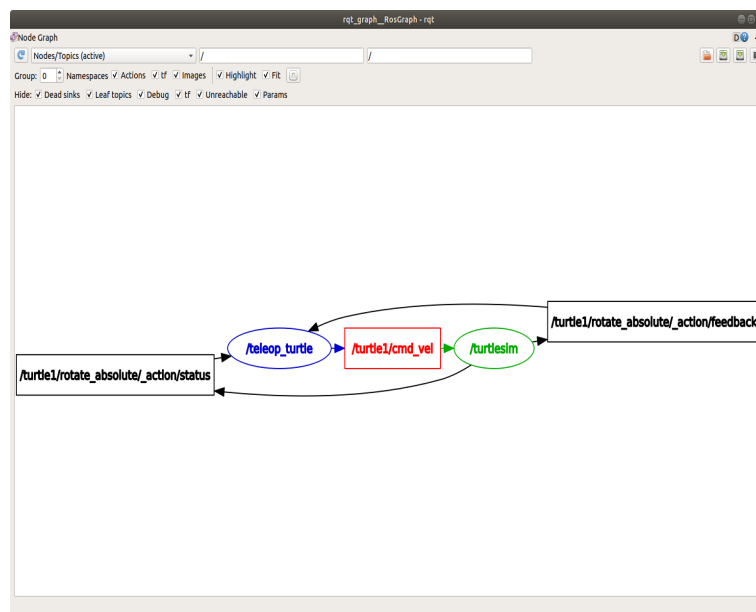 rqt_graph__RosGraph - rqt
Node Graph
D
Nodes/Topics (active) / /
Group: 0 Namespaces Actions tf Images Highlight Fit
Hide: Dead sinks Leaf topics Debug tf Unreachable Params
/turtle1/rotate_absolute/_action/feedback
/teleop_turtle /turtle1/cmd_vel /turtlesim
/turtle1/rotate_absolute/_action/status